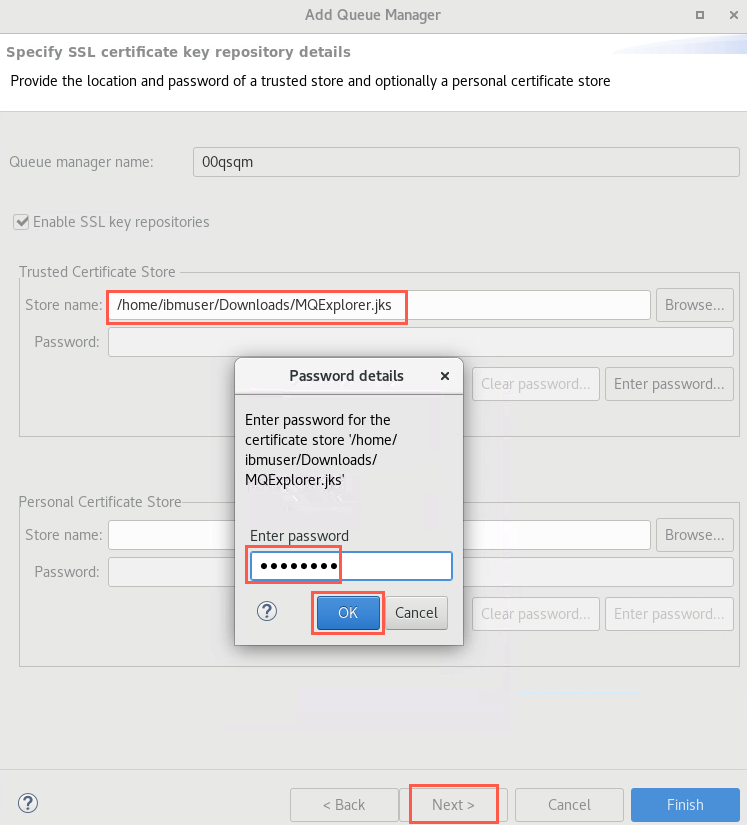 Add Queue Manager
Specify SSL certificate key repository details
Provide the location and password of a trusted store and optionally a personal certificate store
Queue manager name: 00qsqm
Enable SSL key repositories
Trusted Certificate Store
Store name: /home/ibmuser/Downloads/MQExplorer.jks Browse...
Password:
Clear password... Enter password...
Password details
Enter password for the
certificate store '/home/
ibmuser/Downloads/
MQExplorer.jks'
Enter password
••••••••
OK Cancel
Personal Certificate Store
Store name: Browse...
Password:
Clear password... Enter password...
< Back Next > Cancel Finish